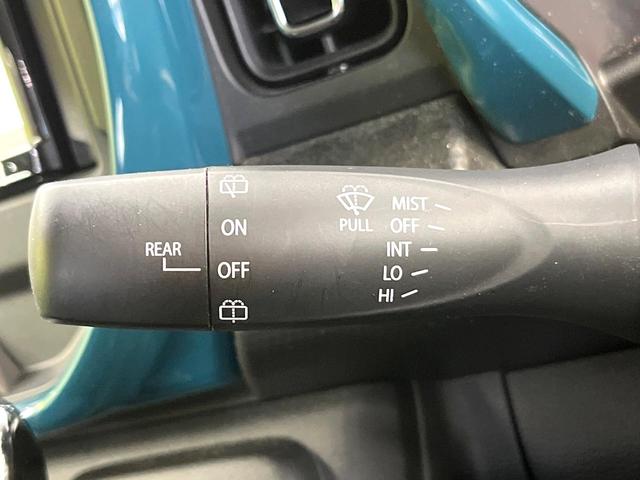 REAR
ON
OFF
PULL
MIST
OFF
INT
LO
HI